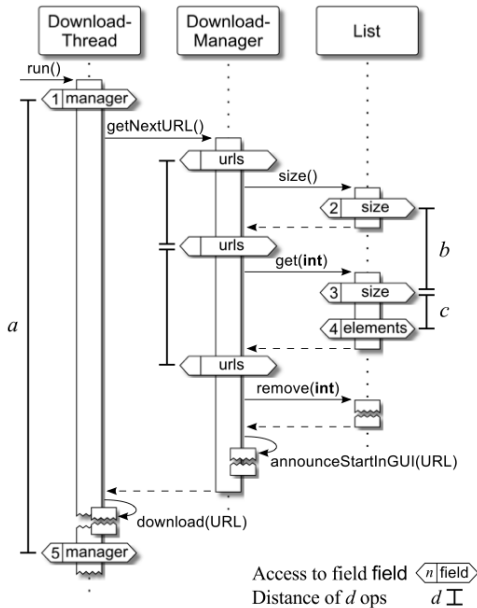 Download-
Thread
Download-
Manager
List
run()
1 manager
getNextURL()
urls
size()
2 size
b
urls
get(int)
3 size
c
a
4 elements
urls
remove(int)
announceStartInGUI(URL)
download(URL)
5 manager
Access to field field n field
Distance of d ops d